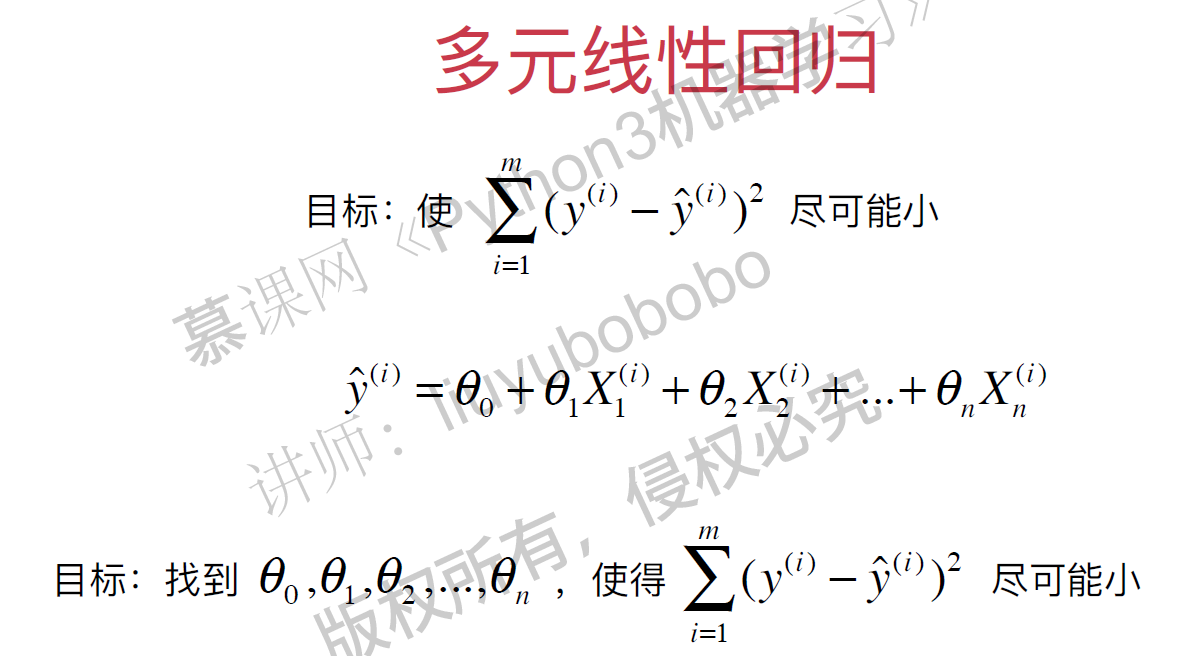 多元线性回归
目标：使 $\sum_{i=1}^{m}(y^{(i)} - \hat{y}^{(i)})^2$ 尽可能小
$\hat{y}^{(i)} = \theta_0 + \theta_1 X_1^{(i)} + \theta_2 X_2^{(i)} + ... + \theta_n X_n^{(i)}$
目标：找到 $\theta_0, \theta_1, \theta_2, ..., \theta_n$ ，使得 $\sum_{i=1}^{m}(y^{(i)} - \hat{y}^{(i)})^2$ 尽可能小
慕课网《Python3机器学习》
讲师：liuyubobobo
版权所有，侵权必究